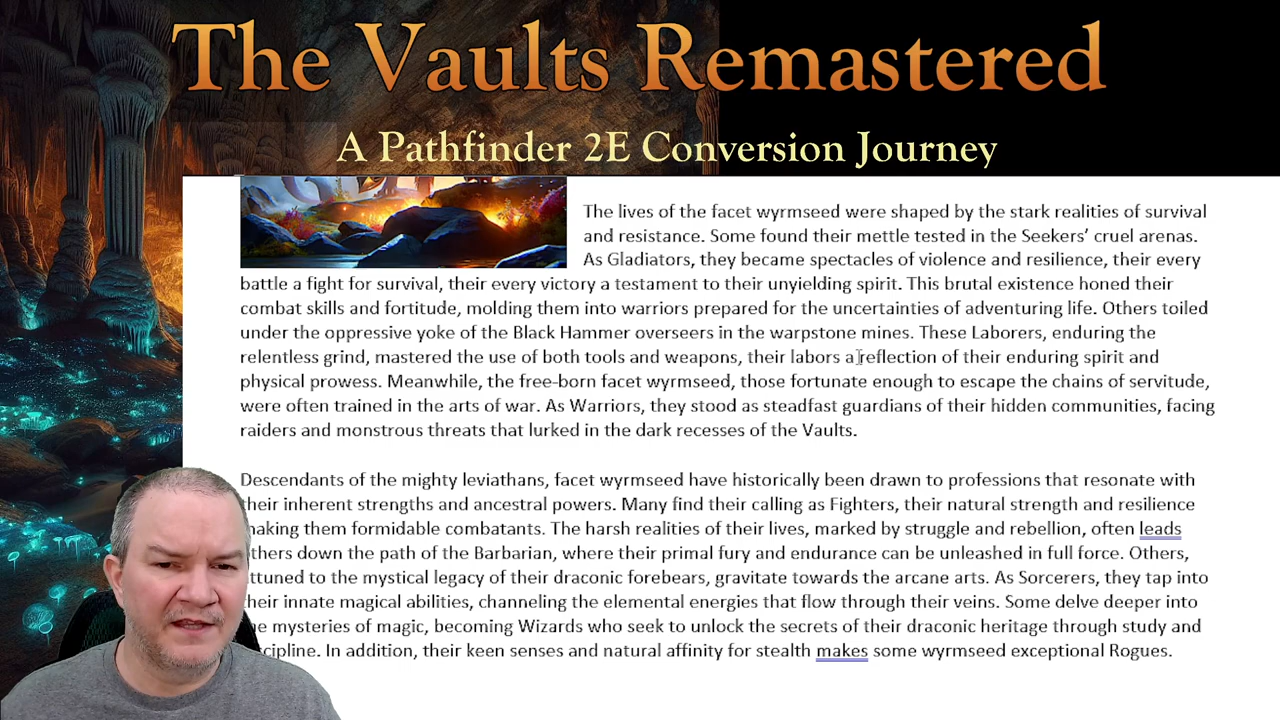 The Vaults Remastered
A Pathfinder 2E Conversion Journey
The lives of the facet wyrmseed were shaped by the stark realities of survival
and resistance. Some found their mettle tested in the Seekers’ cruel arenas.
As Gladiators, they became spectacles of violence and resilience, their every
battle a fight for survival, their every victory a testament to their unyielding spirit. This brutal existence honed their
combat skills and fortitude, molding them into warriors prepared for the uncertainties of adventuring life. Others toiled
under the oppressive yoke of the Black Hammer overseers in the warpstone mines. These Laborers, enduring the
relentless grind, mastered the use of both tools and weapons, their labors a reflection of their enduring spirit and
physical prowess. Meanwhile, the free-born facet wyrmseed, those fortunate enough to escape the chains of servitude,
were often trained in the arts of war. As Warriors, they stood as steadfast guardians of their hidden communities, facing
raiders and monstrous threats that lurked in the dark recesses of the Vaults.
Descendants of the mighty leviathans, facet wyrmseed have historically been drawn to professions that resonate with
their inherent strengths and ancestral powers. Many find their calling as Fighters, their natural strength and resilience
making them formidable combatants. The harsh realities of their lives, marked by struggle and rebellion, often leads
others down the path of the Barbarian, where their primal fury and endurance can be unleashed in full force. Others,
attuned to the mystical legacy of their draconic forebears, gravitate towards the arcane arts. As Sorcerers, they tap into
their innate magical abilities, channeling the elemental energies that flow through their veins. Some delve deeper into
the mysteries of magic, becoming Wizards who seek to unlock the secrets of their draconic heritage through study and
discipline. In addition, their keen senses and natural affinity for stealth makes some wyrmseed exceptional Rogues.